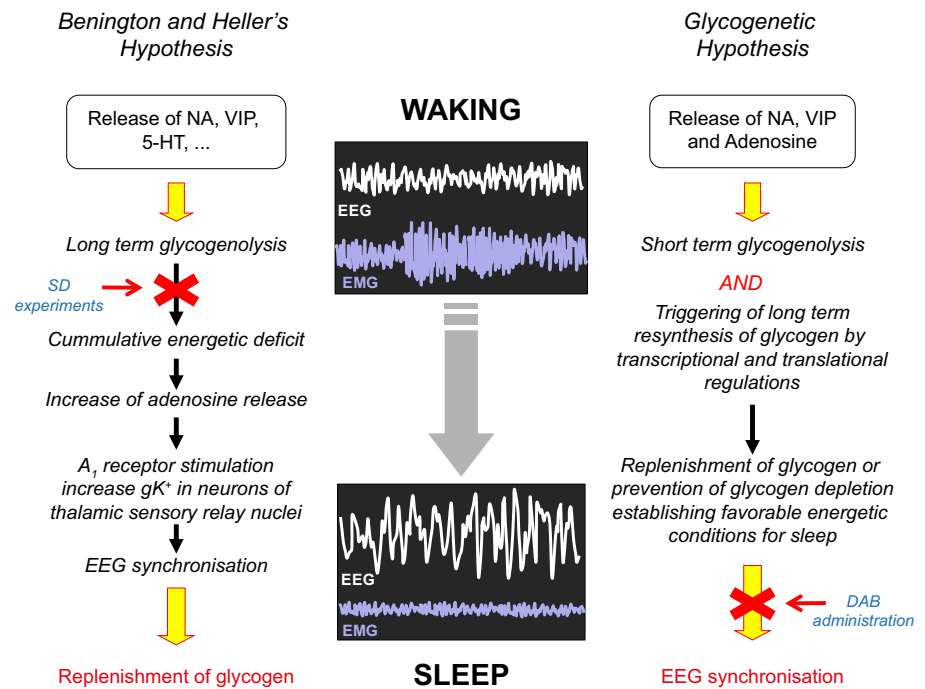 Benington and Heller's
Hypothesis
Release of NA, VIP,
5-HT, ...
Long term glycogenolysis
SD
experiments
Cummulative energetic deficit
Increase of adenosine release
A1 receptor stimulation
increase gK+ in neurons of
thalamic sensory relay nuclei
EEG synchronisation
Replenishment of glycogen
WAKING
EEG
EMG
EEG
EMG
SLEEP
Glycogenetic
Hypothesis
Release of NA, VIP
and Adenosine
Short term glycogenolysis
AND
Triggering of long term
resynthesis of glycogen by
transcriptional and translational
regulations
Replenishment of glycogen or
prevention of glycogen depletion
establishing favorable energetic
conditions for sleep
DAB
administration
EEG synchronisation